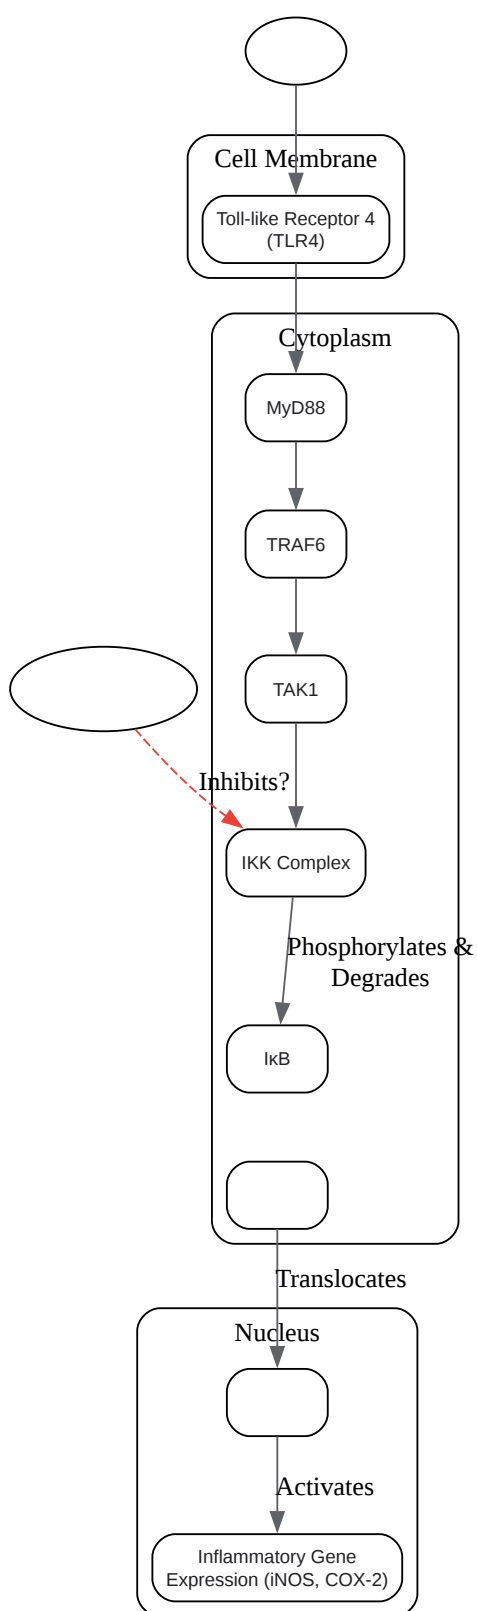 Cell Membrane
Toll-like Receptor 4
(TLR4)
Cytoplasm
MyD88
TRAF6
TAK1
Inhibits?
IKK Complex
Phosphorylates &
Degrades
IκB
Translocates
Nucleus
Activates
Inflammatory Gene
Expression (iNOS, COX-2)